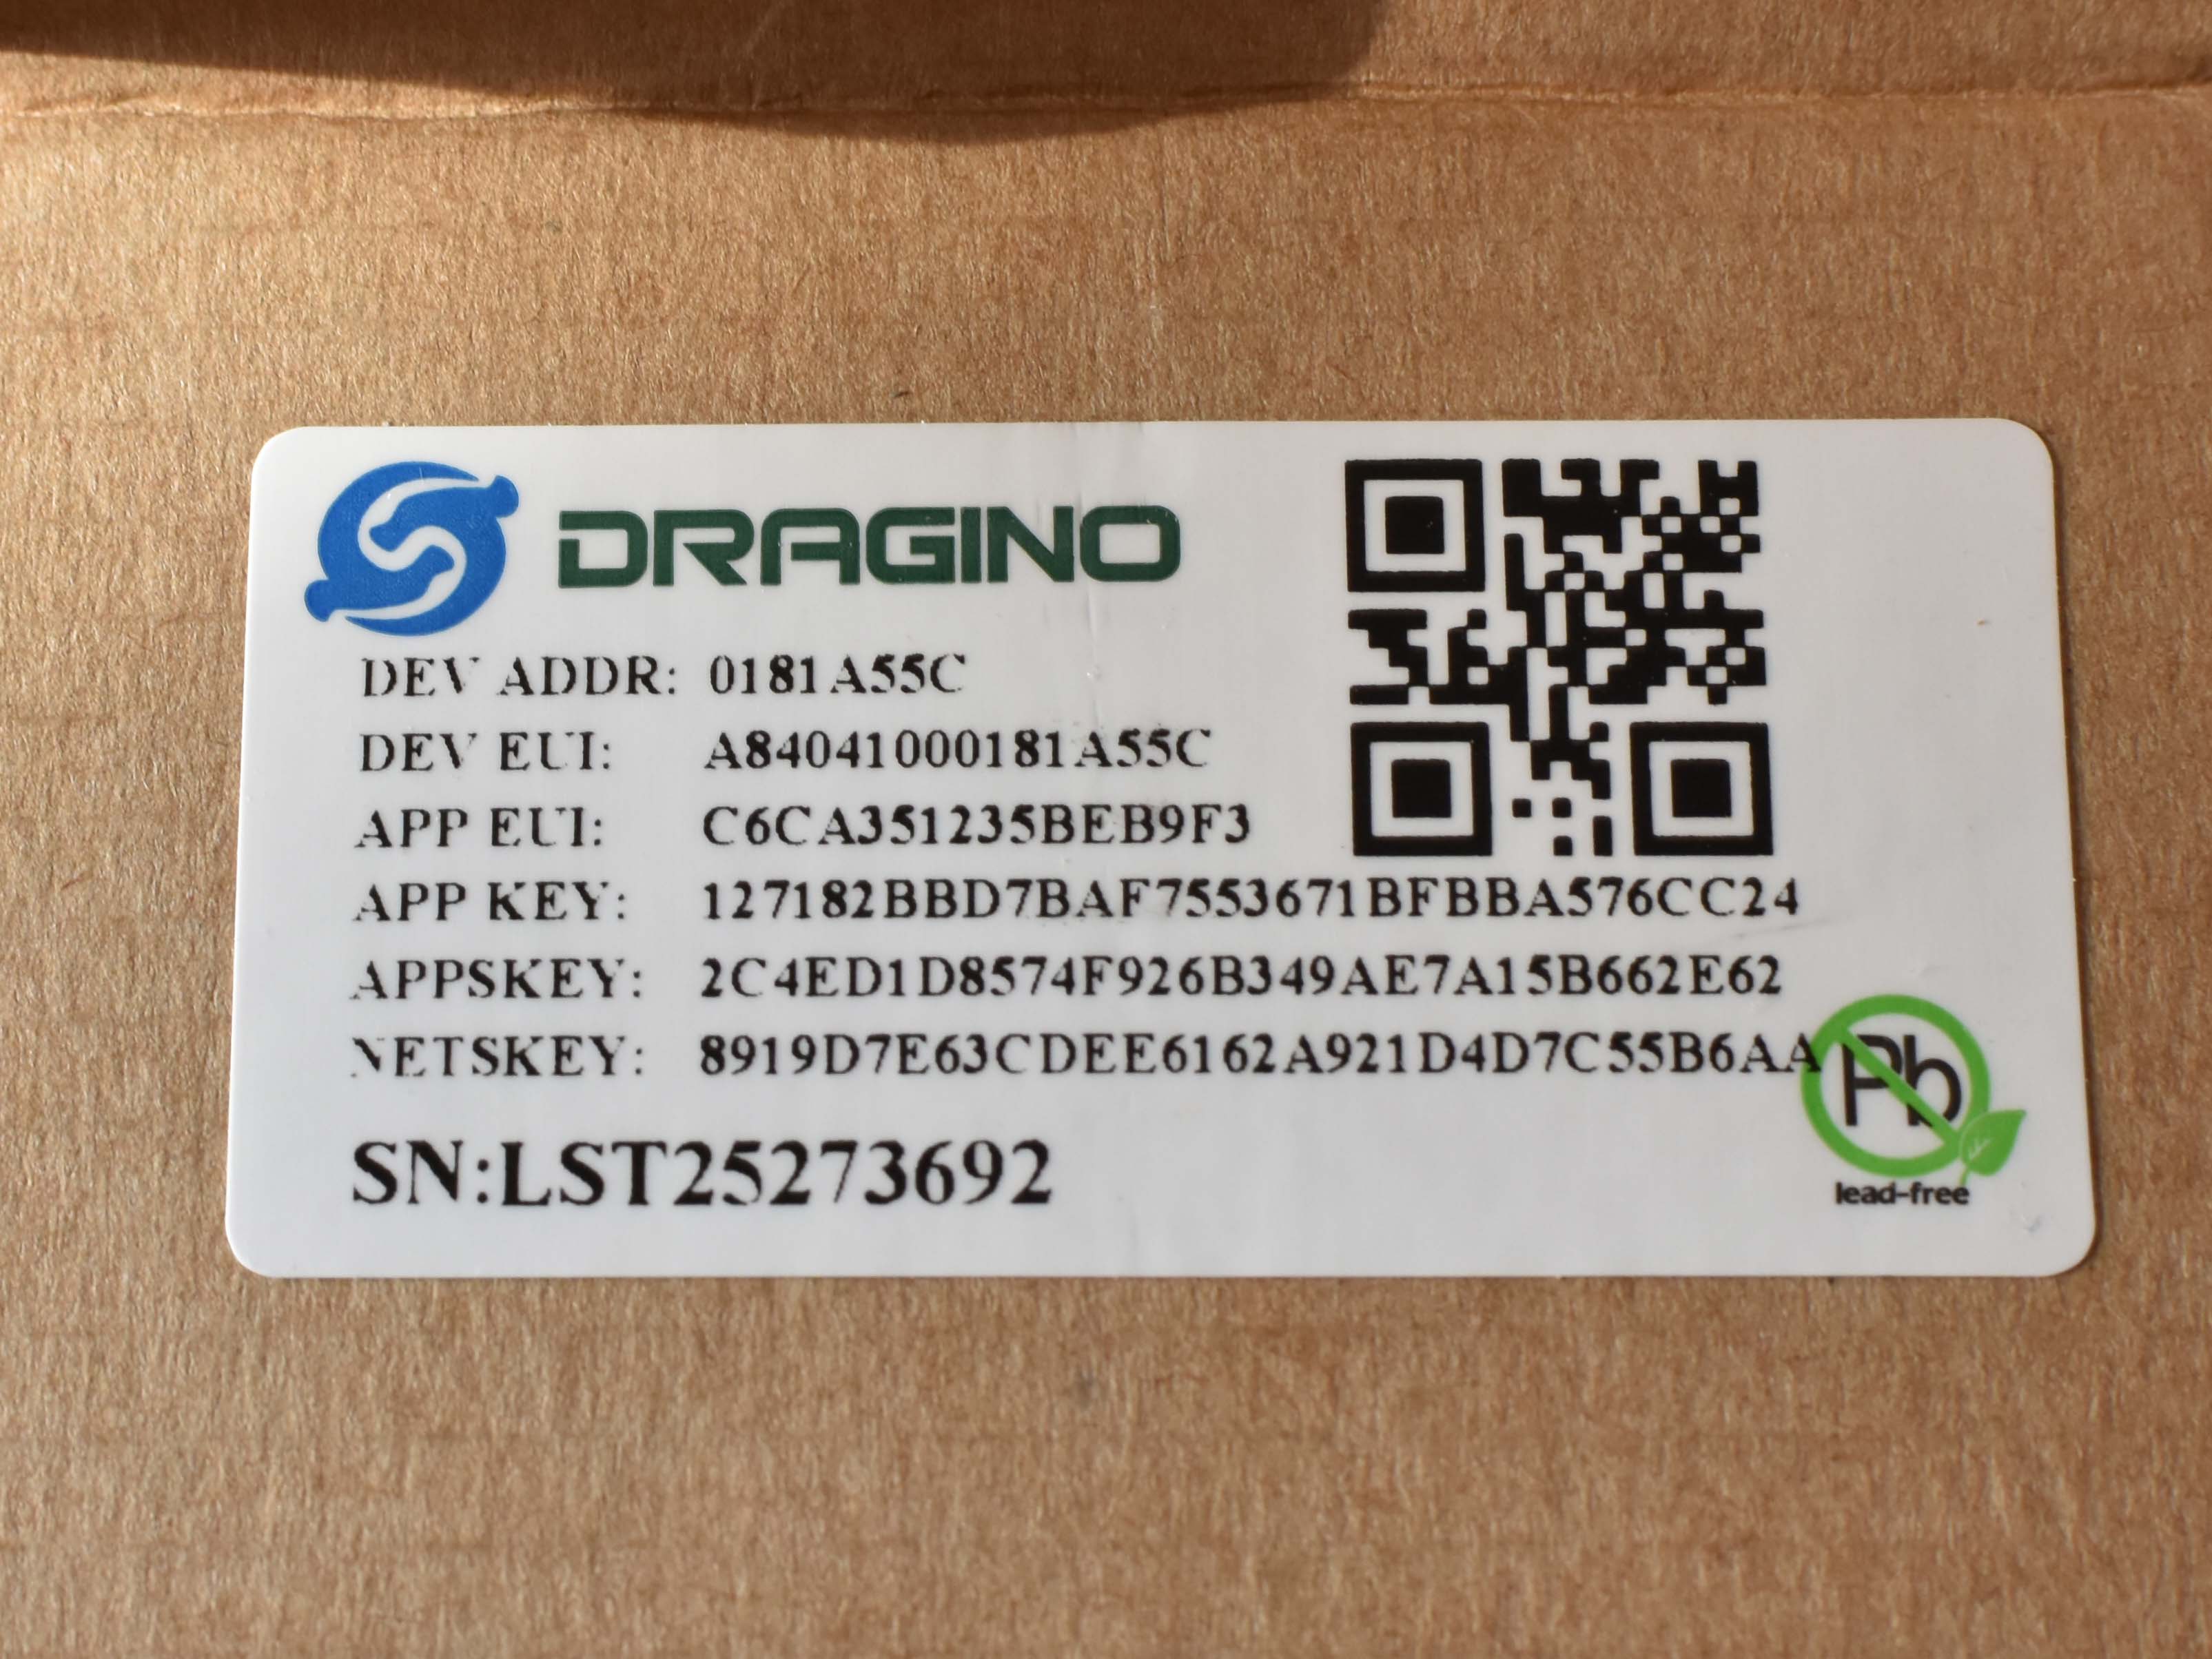 DRAGINO
DEV ADDR: 0181A55C
DEV EUI: A84041000181A55C
APP EUI: C6CA351235BEB9F3
APP KEY: 127182BBD7BAF7553671BFBBA576CC24
APPSKEY: 2C4ED1D8574F926B349AE7A15B662E62
NETSKEY: 8919D7E63CDEE6162A921D4D7C55B6AA
Pb
lead-free
SN:LST25273692